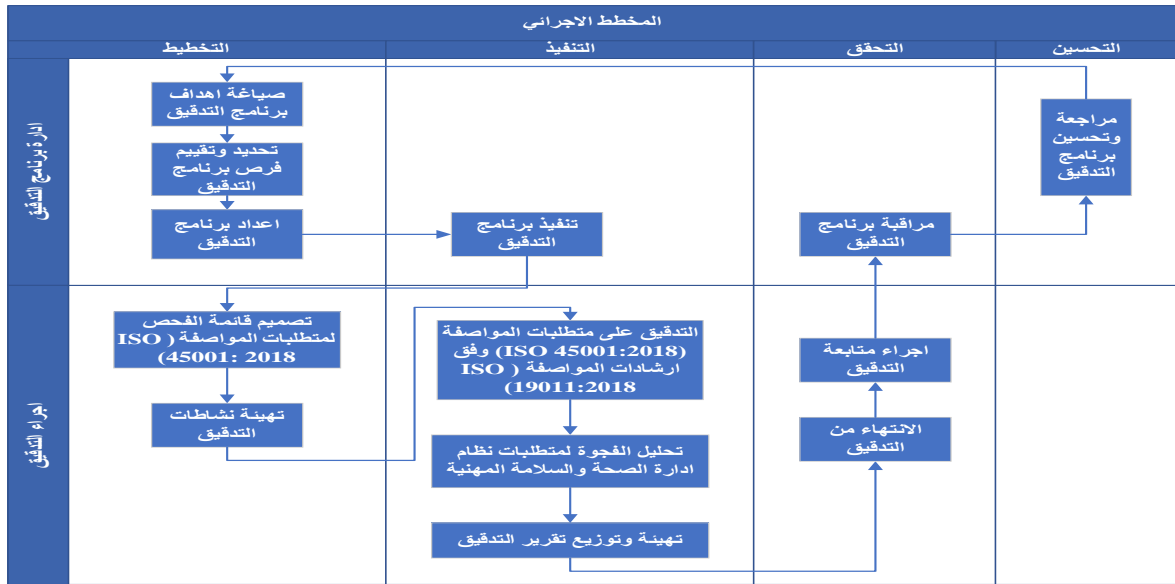 المخطط الاجرائي
التخطيط
التنفيذ
التحقق
التحسين
ادارة برنامج التدقيق
صياغة اهداف
برنامج التدقيق
تحديد وتقييم
فرص برنامج
التدقيق
اعداد برنامج
التدقيق
تنفيذ برنامج
التدقيق
مراقبة برنامج
التدقيق
مراجعة
وتحسين
برنامج
التدقيق
اجراء التدقيق
تصميم قائمة الفحص
لمتطلبات المواصفة ( ISO
45001: 2018)
تهيئة نشاطات
التدقيق
التدقيق على متطلبات المواصفة
(ISO 45001:2018) وفق
ارشادات المواصفة ( ISO
19011:2018)
تحليل الفجوة لمتطلبات نظام
ادارة الصحة والسلامة المهنية
تهيئة وتوزيع تقرير التدقيق
اجراء متابعة
التدقيق
الانتهاء من
التدقيق